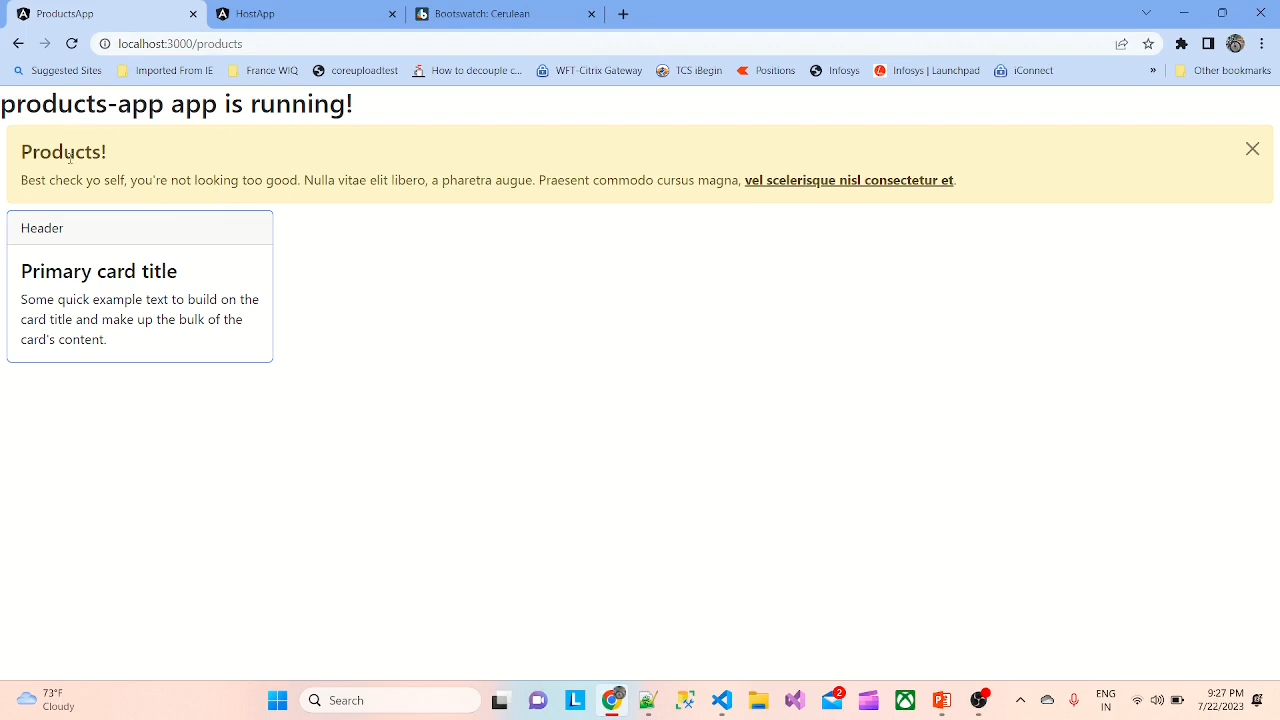 ProductsApp
HostApp
Bootswatch: Cerulean
localhost:3000/products
Suggested Sites
Imported From IE
France WIQ
coreuploadtest
How to decouple c...
WFT-Citrix Gateway
TCS iBegin
Positions
Infosys
Infosys | Launchpad
iConnect
»
Other bookmarks
products-app app is running!
Products!
Best check yo self, you're not looking too good. Nulla vitae elit libero, a pharetra augue. Praesent commodo cursus magna, vel scelerisque nisl consectetur et.
Header
Primary card title
Some quick example text to build on the
card title and make up the bulk of the
card's content.
73°F
Cloudy
Search
2
ENG
IN
9:27 PM
7/22/2023